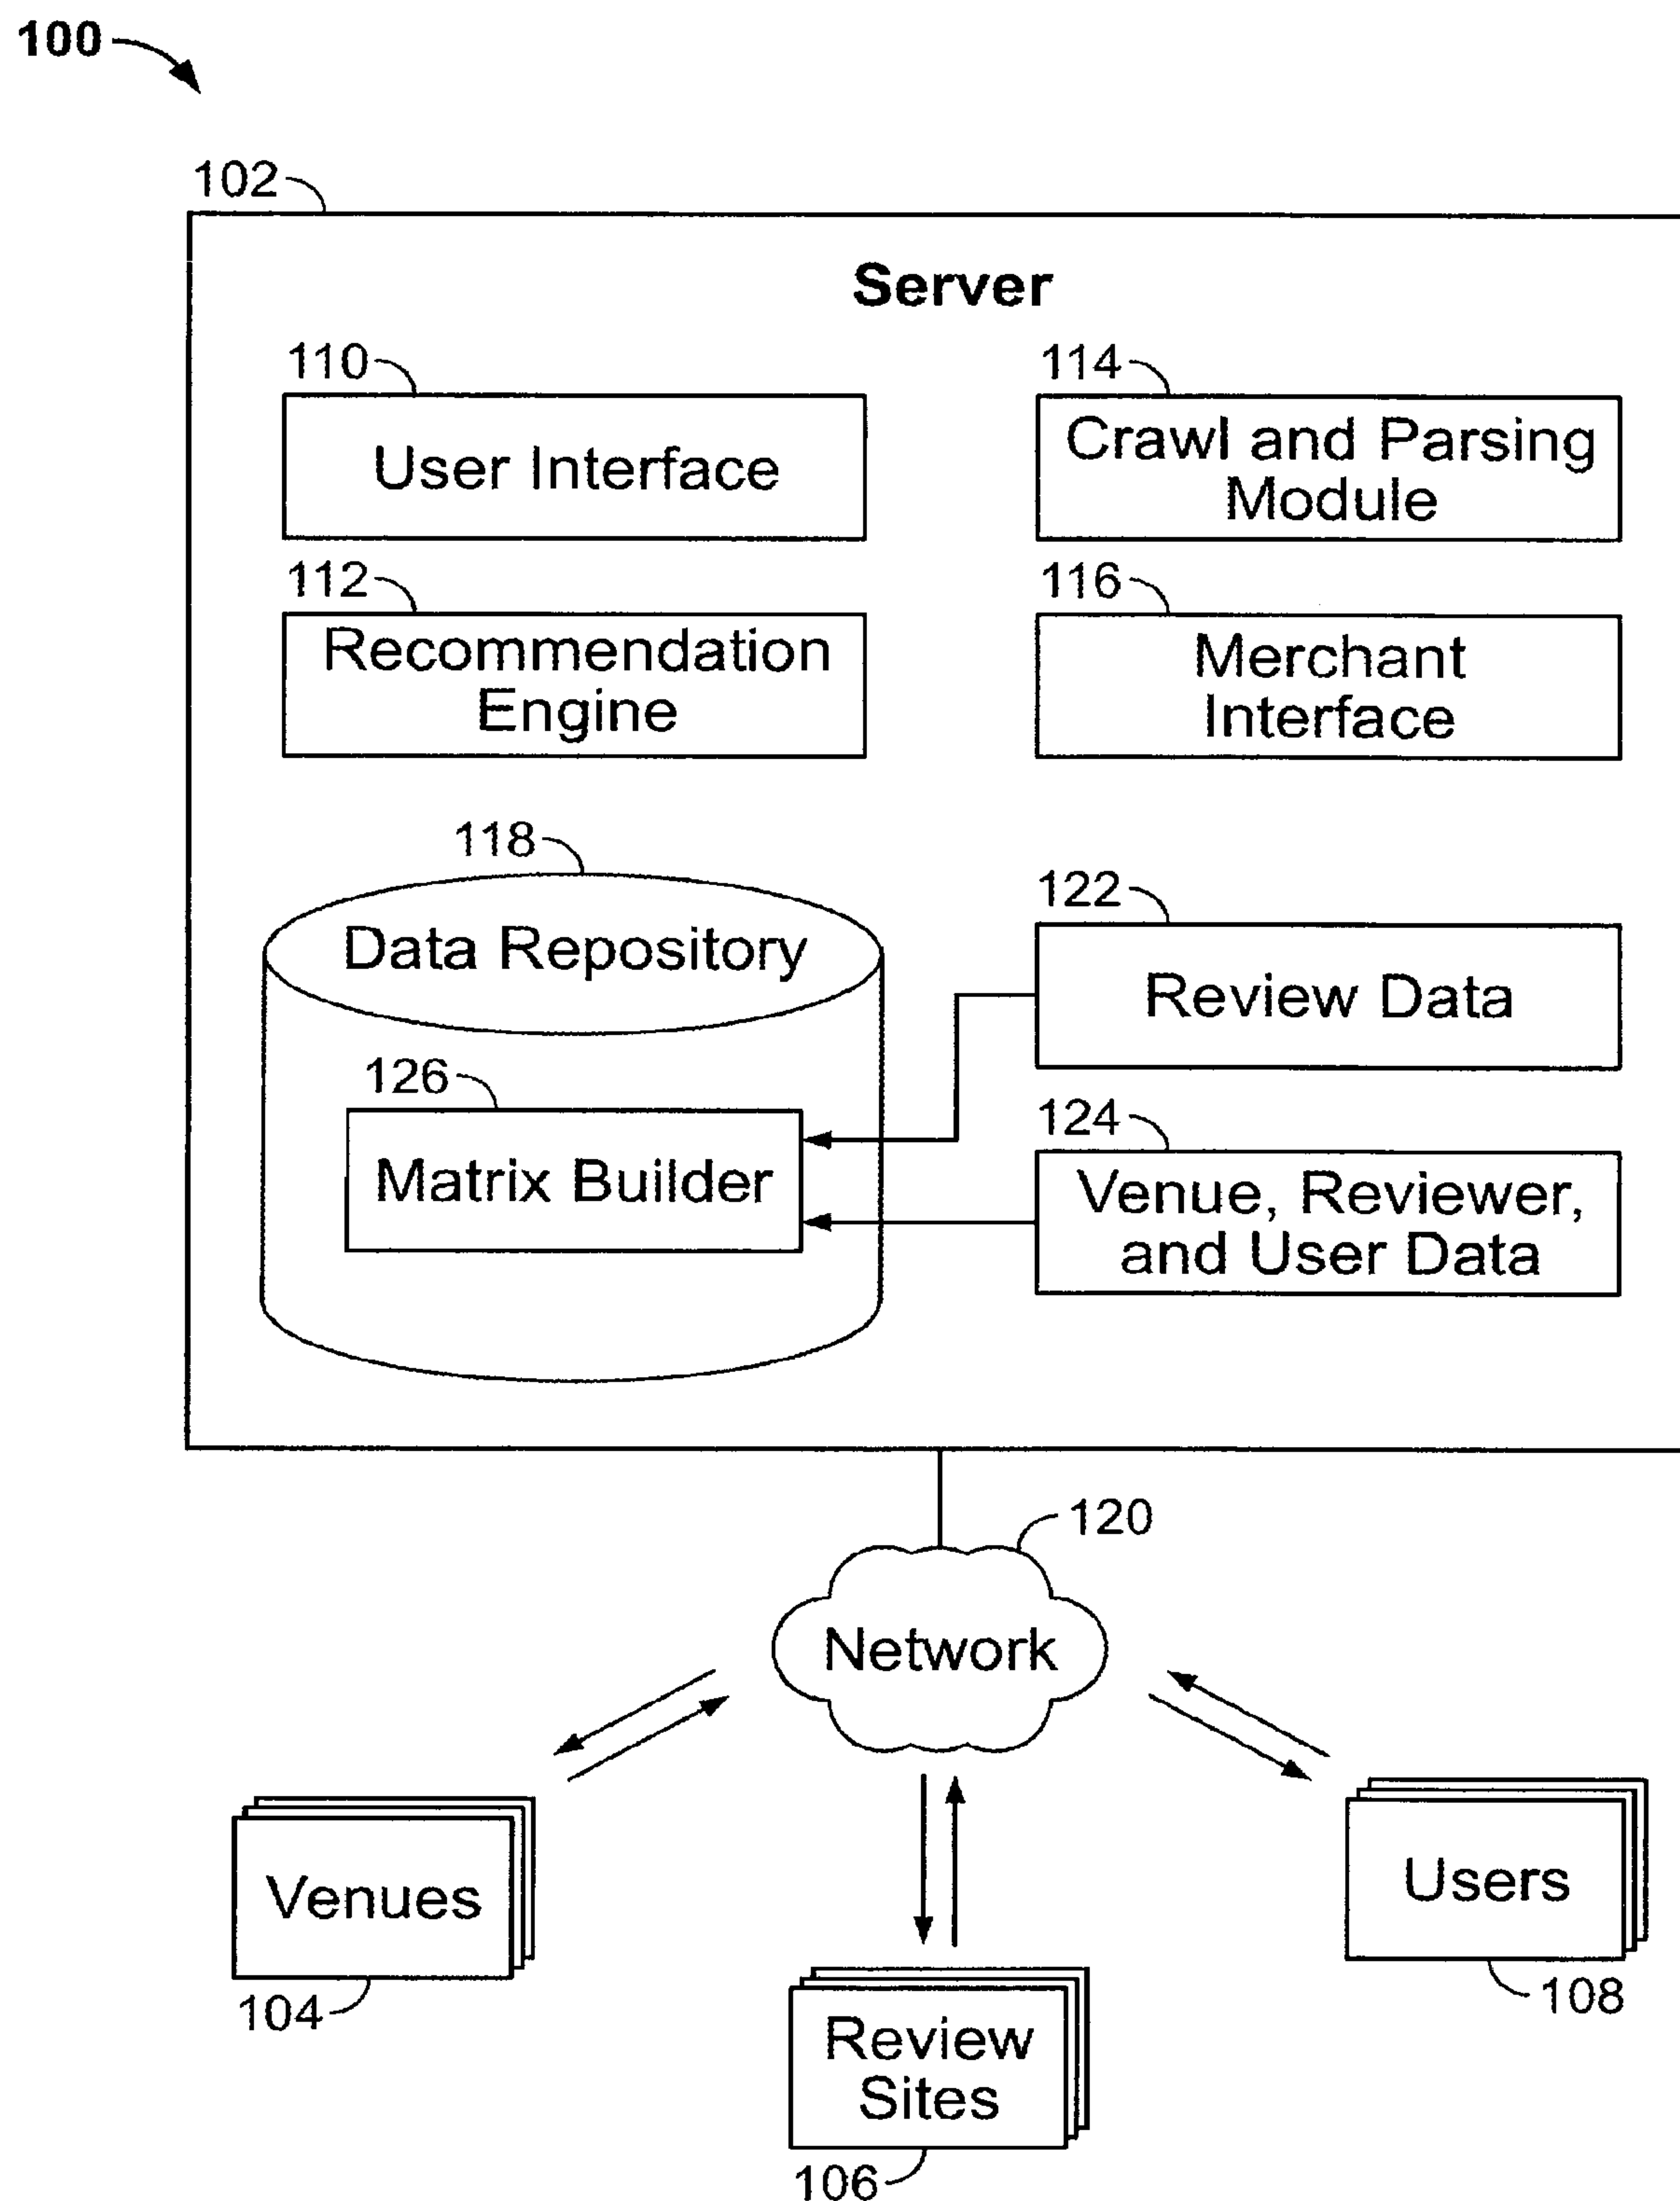 100
102
Server
110
User Interface
114
Crawl and Parsing
Module
112
Recommendation
Engine
116
Merchant
Interface
118
Data Repository
122
Review Data
126
Matrix Builder
124
Venue, Reviewer,
and User Data
120
Network
Venues
104
Users
108
Review
Sites
106